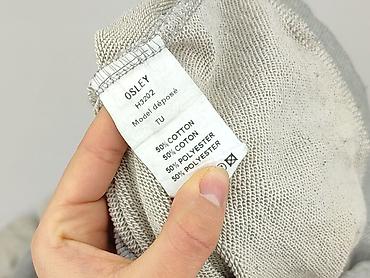 OSLEY
H3202
Model déposé
TU
50% COTTON
50% COTON
50% POLYESTER
50% POLYESTER